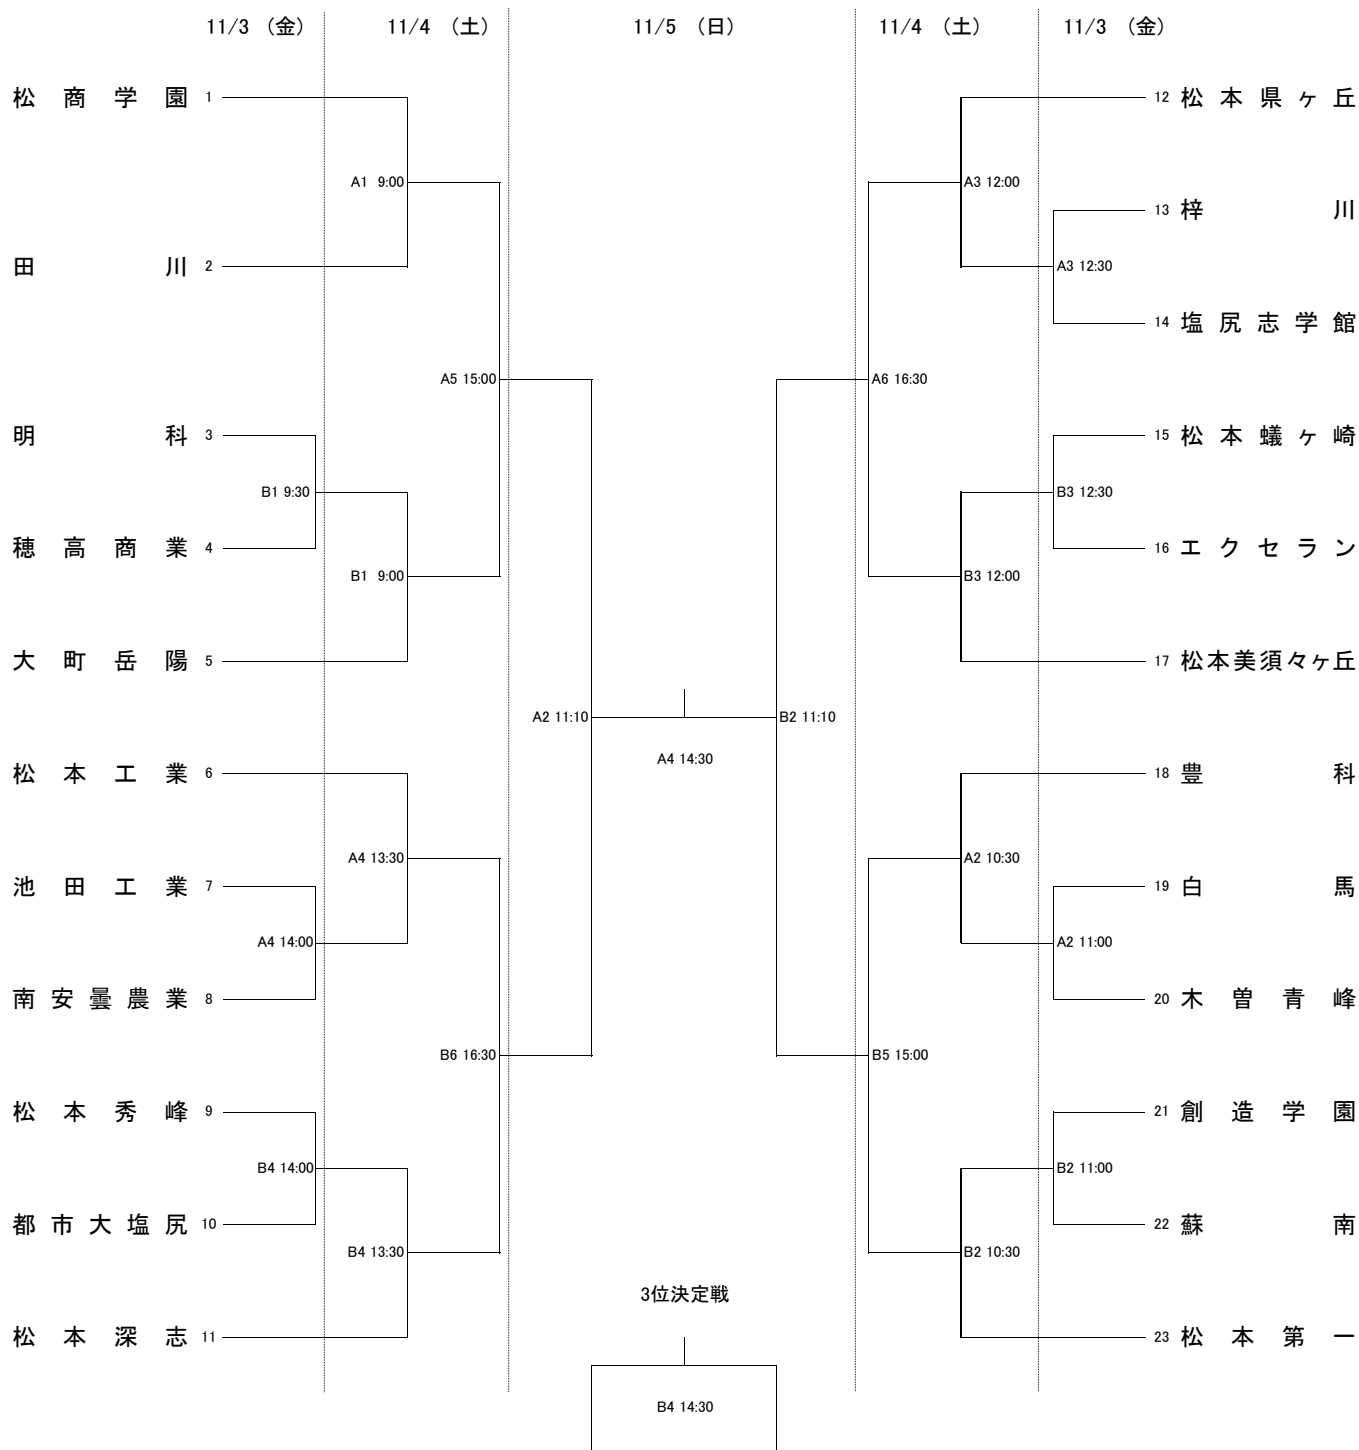 11/3 (金) 11/4 (土) 11/5 (日) 11/4 (土) 11/3 (金)
松商学園 1 12 松本県ヶ丘
A1 9:00 A3 12:00
13 梓川
田川 2 A3 12:30
14 塩尻志学館
A5 15:00 A6 16:30
明科 3 15 松本蟻ヶ崎
B1 9:30 B3 12:30
穂高商業 4 16 エクセラン
B1 9:00 B3 12:00
大町岳陽 5 17 松本美須々ヶ丘
A2 11:10 B2 11:10
A4 14:30
松本工業 6 18 豊科
A4 13:30 A2 10:30
池田工業 7 19 白馬
A4 14:00 A2 11:00
南安曇農業 8 20 木曽青峰
B6 16:30 B5 15:00
松本秀峰 9 21 創造学園
B4 14:00 B2 11:00
都市大塩尻 10 22 蘇南
B4 13:30 B2 10:30
3位決定戦
松本深志 11 23 松本第一
B4 14:30